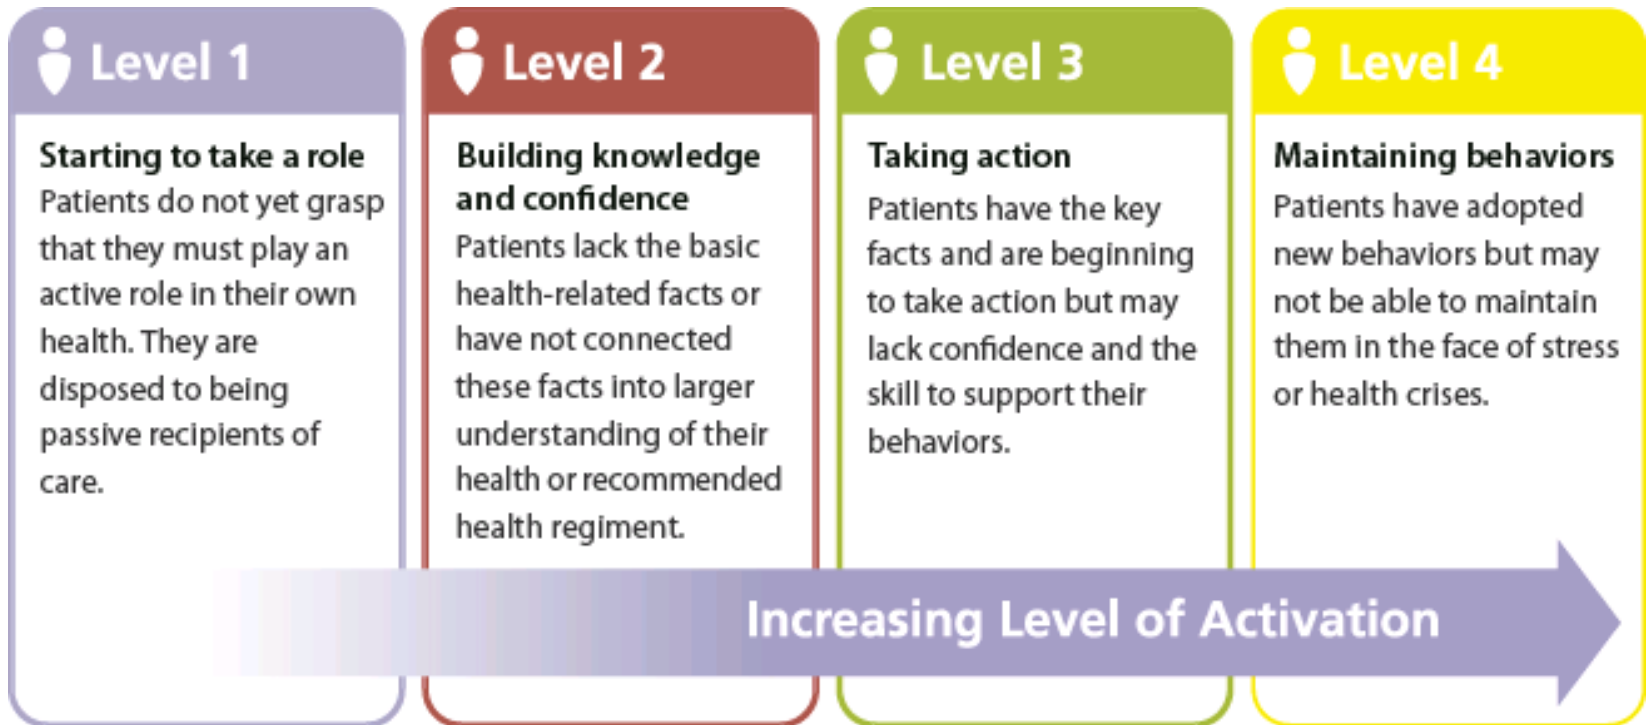 Level 1
Starting to take a role
Patients do not yet grasp
that they must play an
active role in their own
health. They are
disposed to being
passive recipients of
care.
Level 2
Building knowledge
and confidence
Patients lack the basic
health-related facts or
have not connected
these facts into larger
understanding of their
health or recommended
health regiment.
Level 3
Taking action
Patients have the key
facts and are beginning
to take action but may
lack confidence and the
skill to support their
behaviors.
Level 4
Maintaining behaviors
Patients have adopted
new behaviors but may
not be able to maintain
them in the face of stress
or health crises.
Increasing Level of Activation